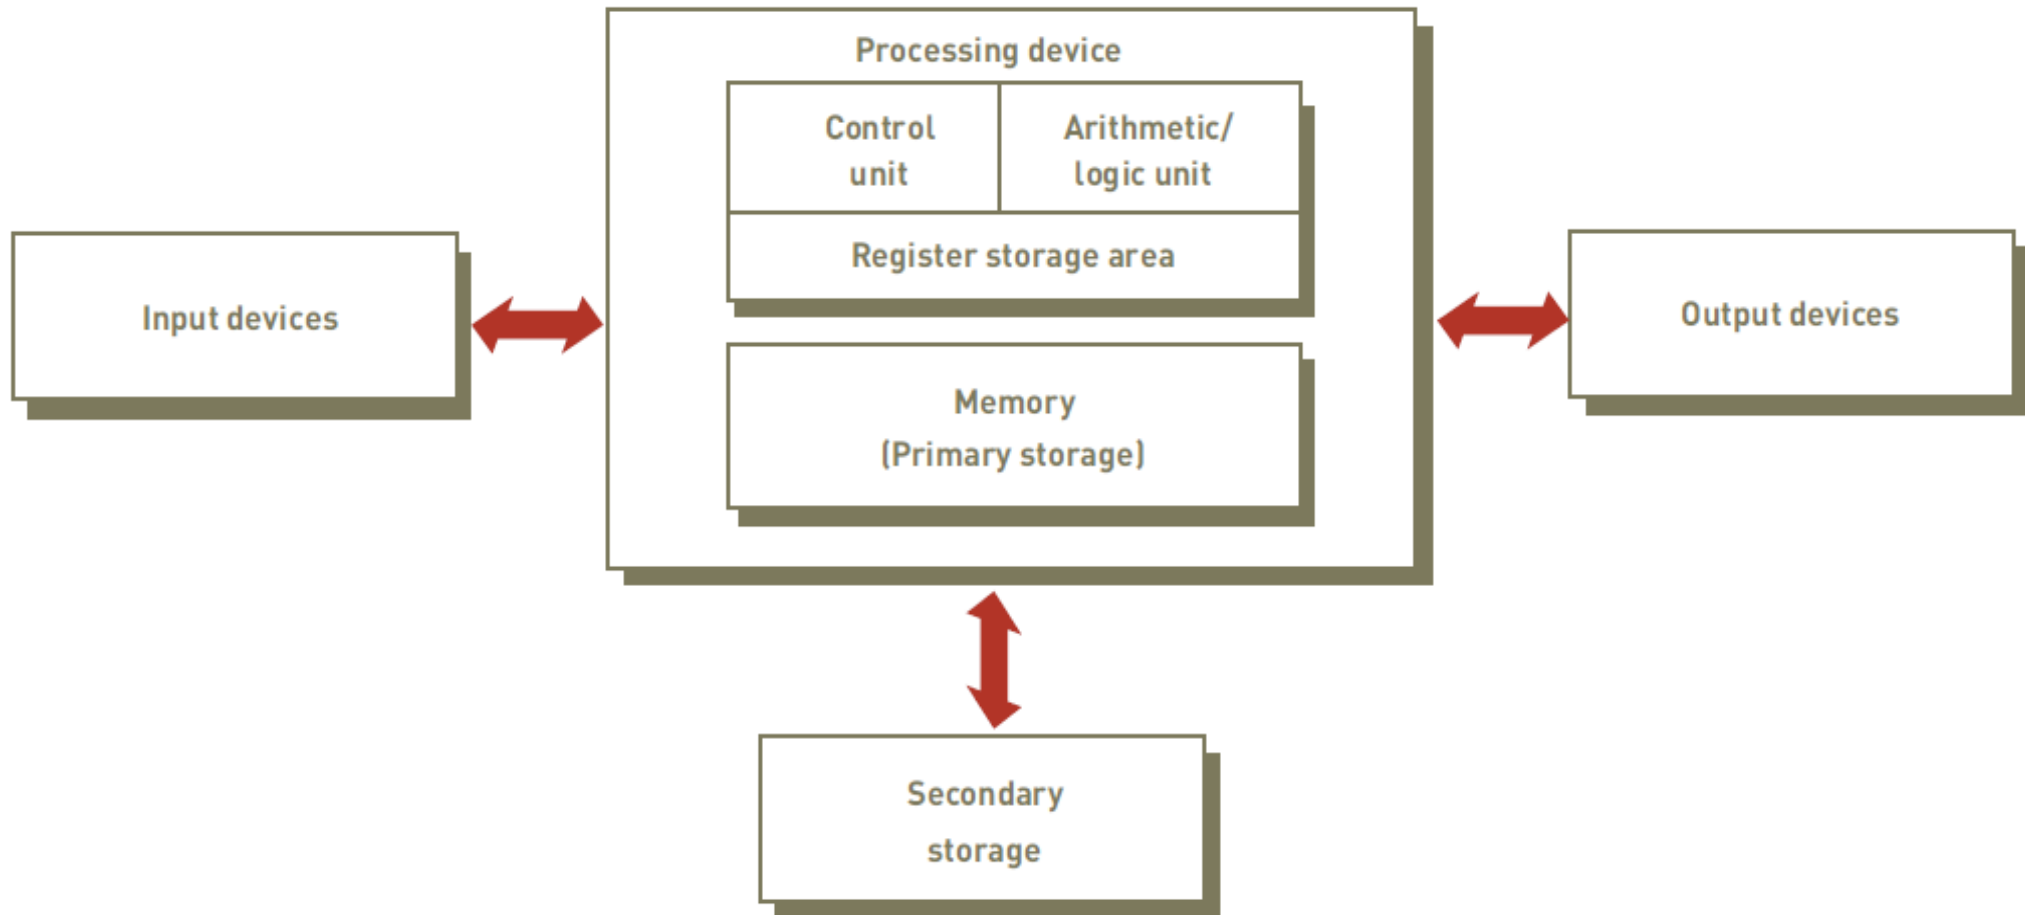 Processing device
Control
unit
Arithmetic/
logic unit
Register storage area
Input devices
Output devices
Memory
(Primary storage)
Secondary
storage